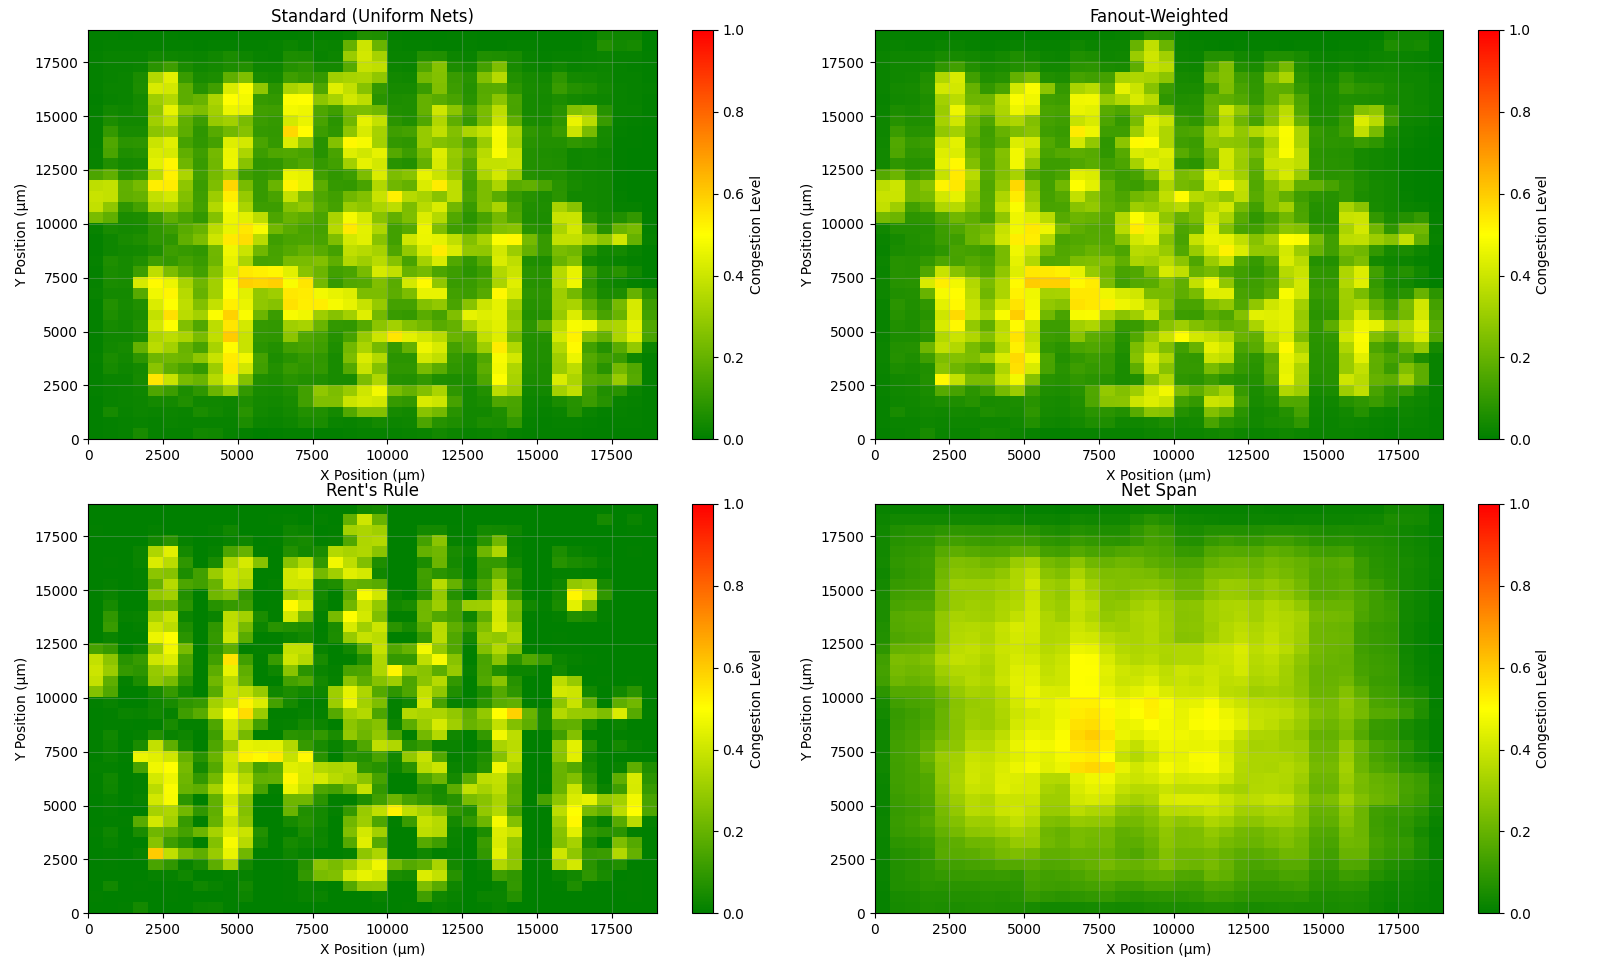 Standard (Uniform Nets)
Y Position (μm)
17500
15000
12500
10000
7500
5000
2500
0
0 2500 5000 7500 10000 12500 15000 17500
X Position (μm)
1.0
0.8
0.6
0.4
0.2
0.0
Congestion Level
Fanout-Weighted
Y Position (μm)
17500
15000
12500
10000
7500
5000
2500
0
0 2500 5000 7500 10000 12500 15000 17500
X Position (μm)
1.0
0.8
0.6
0.4
0.2
0.0
Congestion Level
Rent's Rule
Y Position (μm)
17500
15000
12500
10000
7500
5000
2500
0
0 2500 5000 7500 10000 12500 15000 17500
X Position (μm)
1.0
0.8
0.6
0.4
0.2
0.0
Congestion Level
Net Span
Y Position (μm)
17500
15000
12500
10000
7500
5000
2500
0
0 2500 5000 7500 10000 12500 15000 17500
X Position (μm)
1.0
0.8
0.6
0.4
0.2
0.0
Congestion Level